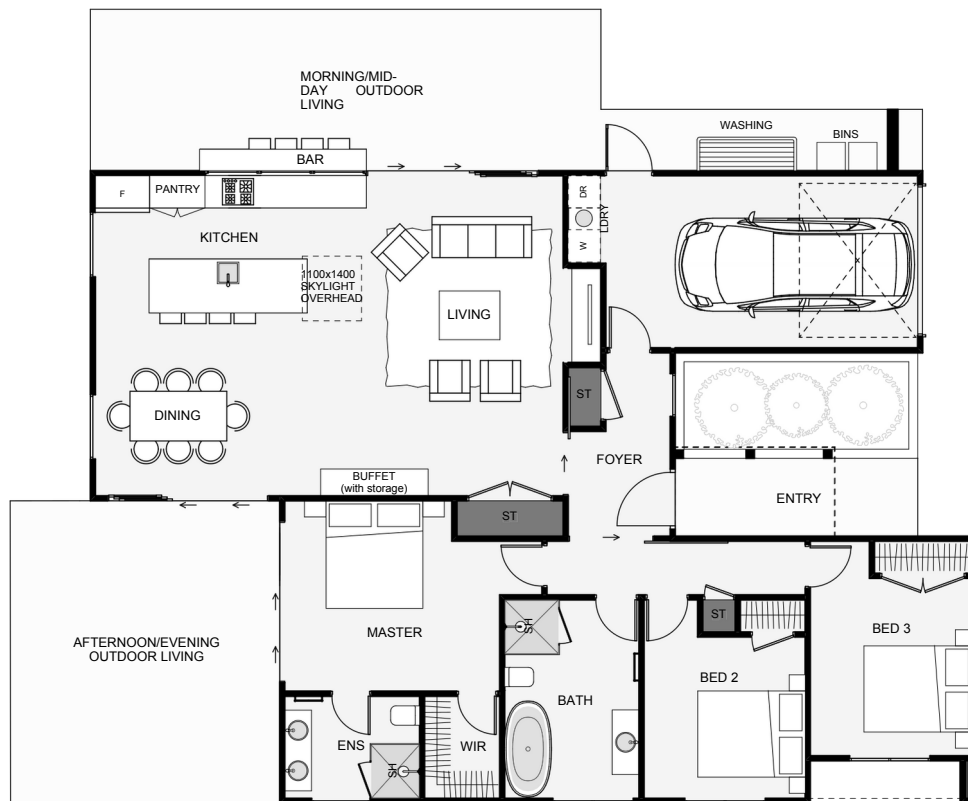 MORNING/MID-
DAY OUTDOOR
LIVING
WASHING
BINS
BAR
F
PANTRY
DR
LDRY
W
KITCHEN
1100x1400
SKYLIGHT
OVERHEAD
LIVING
ST
DINING
FOYER
BUFFET
(with storage)
ENTRY
ST
AFTERNOON/EVENING
OUTDOOR LIVING
MASTER
SH
ST
BED 3
BED 2
BATH
ENS
WIR
SH